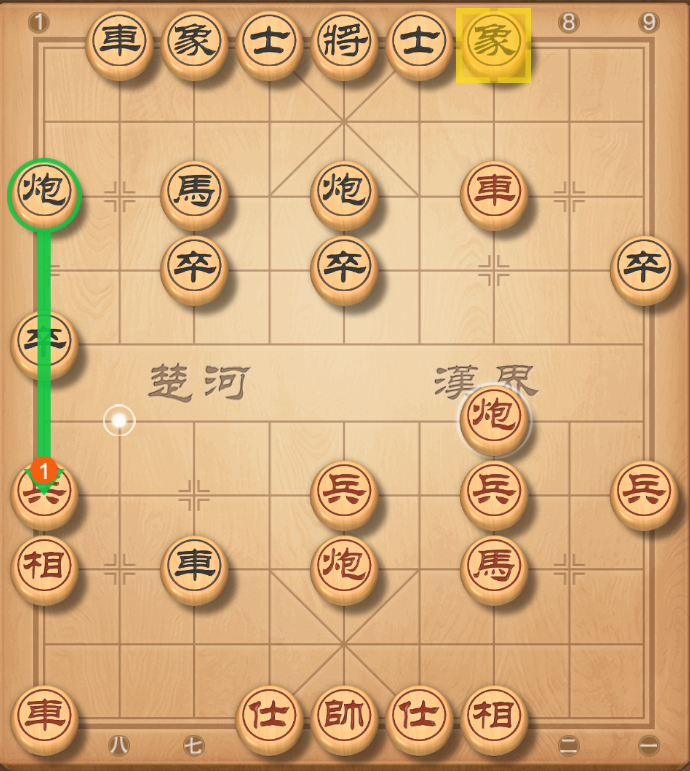 1 8 9
車 象 士 將 士 象
炮 馬 炮 車
卒 卒 卒
卒
楚河 漢界
炮
1
兵 兵 兵 兵
相 車 炮 馬
車 仕 帥 仕 相
八 七 二 一